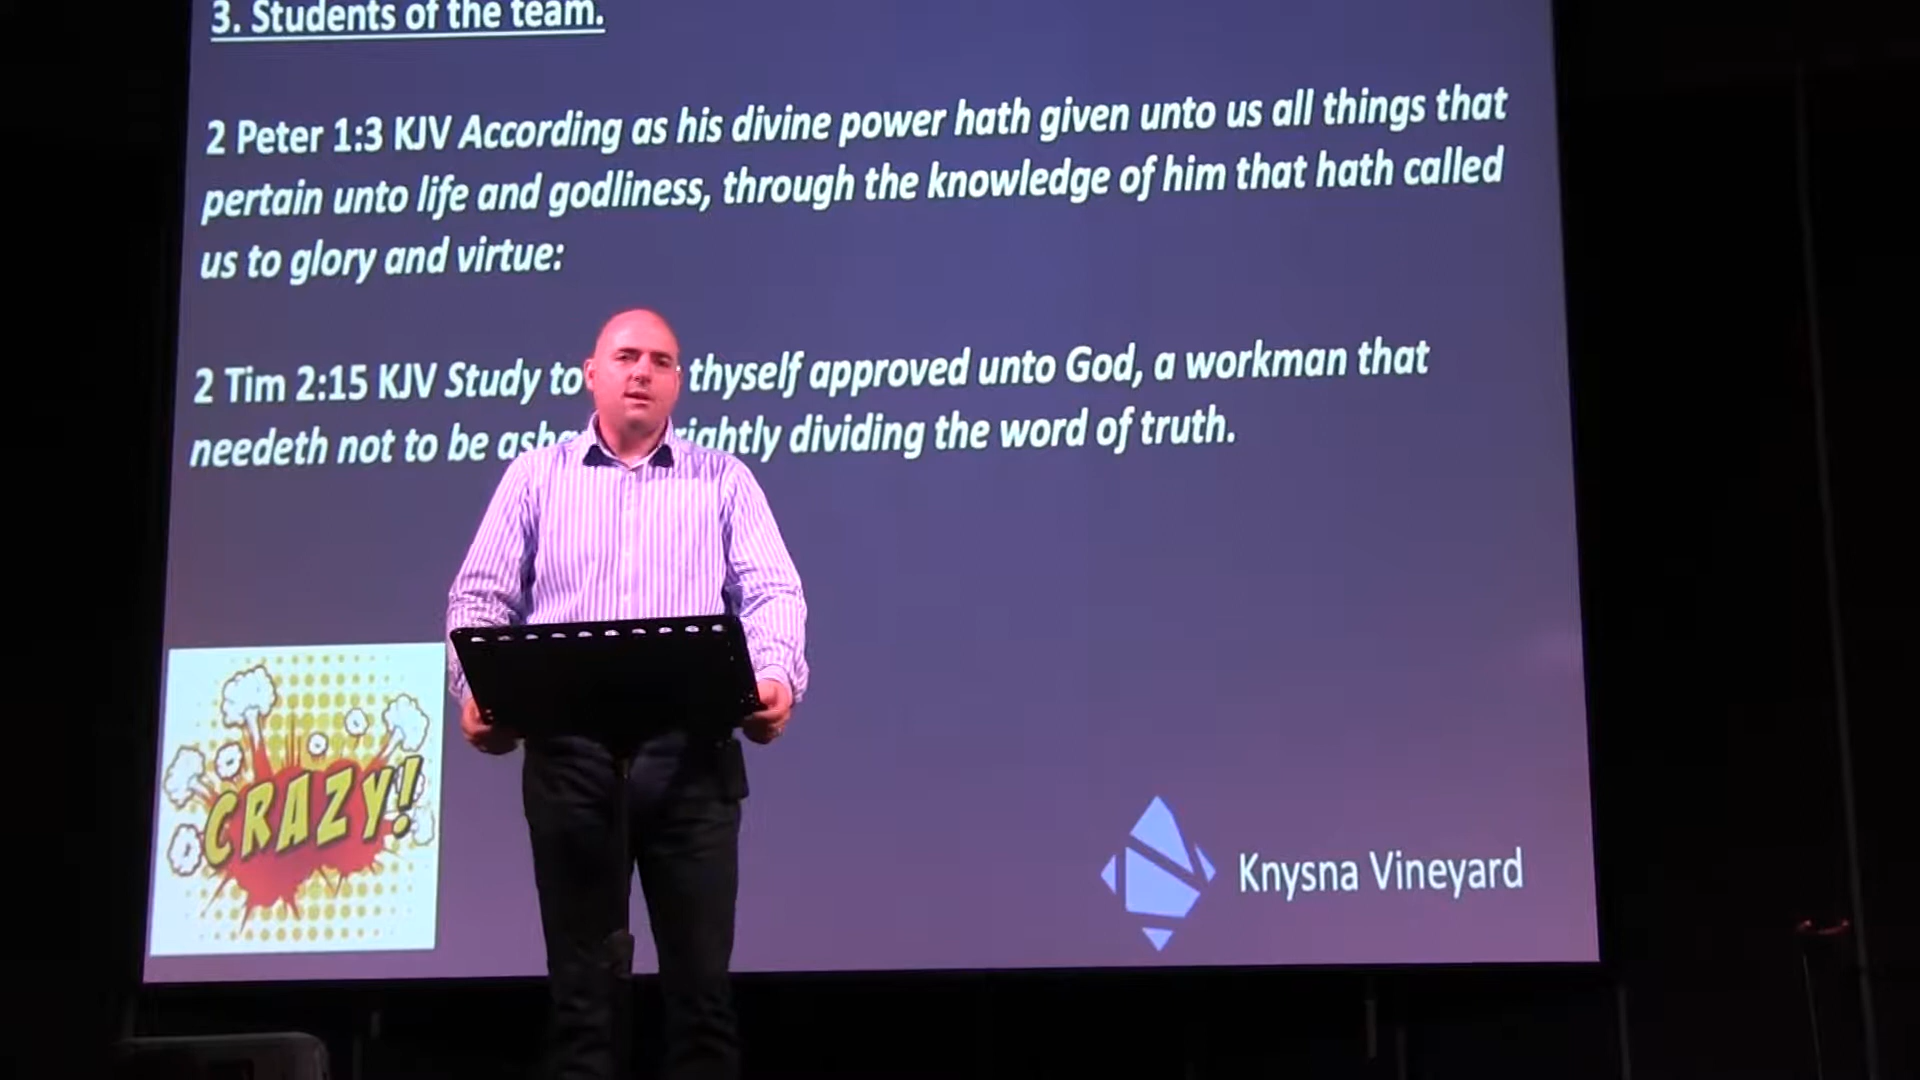 3. Students of the team.
2 Peter 1:3 KJV According as his divine power hath given unto us all things that
pertain unto life and godliness, through the knowledge of him that hath called
us to glory and virtue:
2 Tim 2:15 KJV Study to thyself approved unto God, a workman that
needeth not to be dividing the word of truth.
CRAZY!
Knysna Vineyard